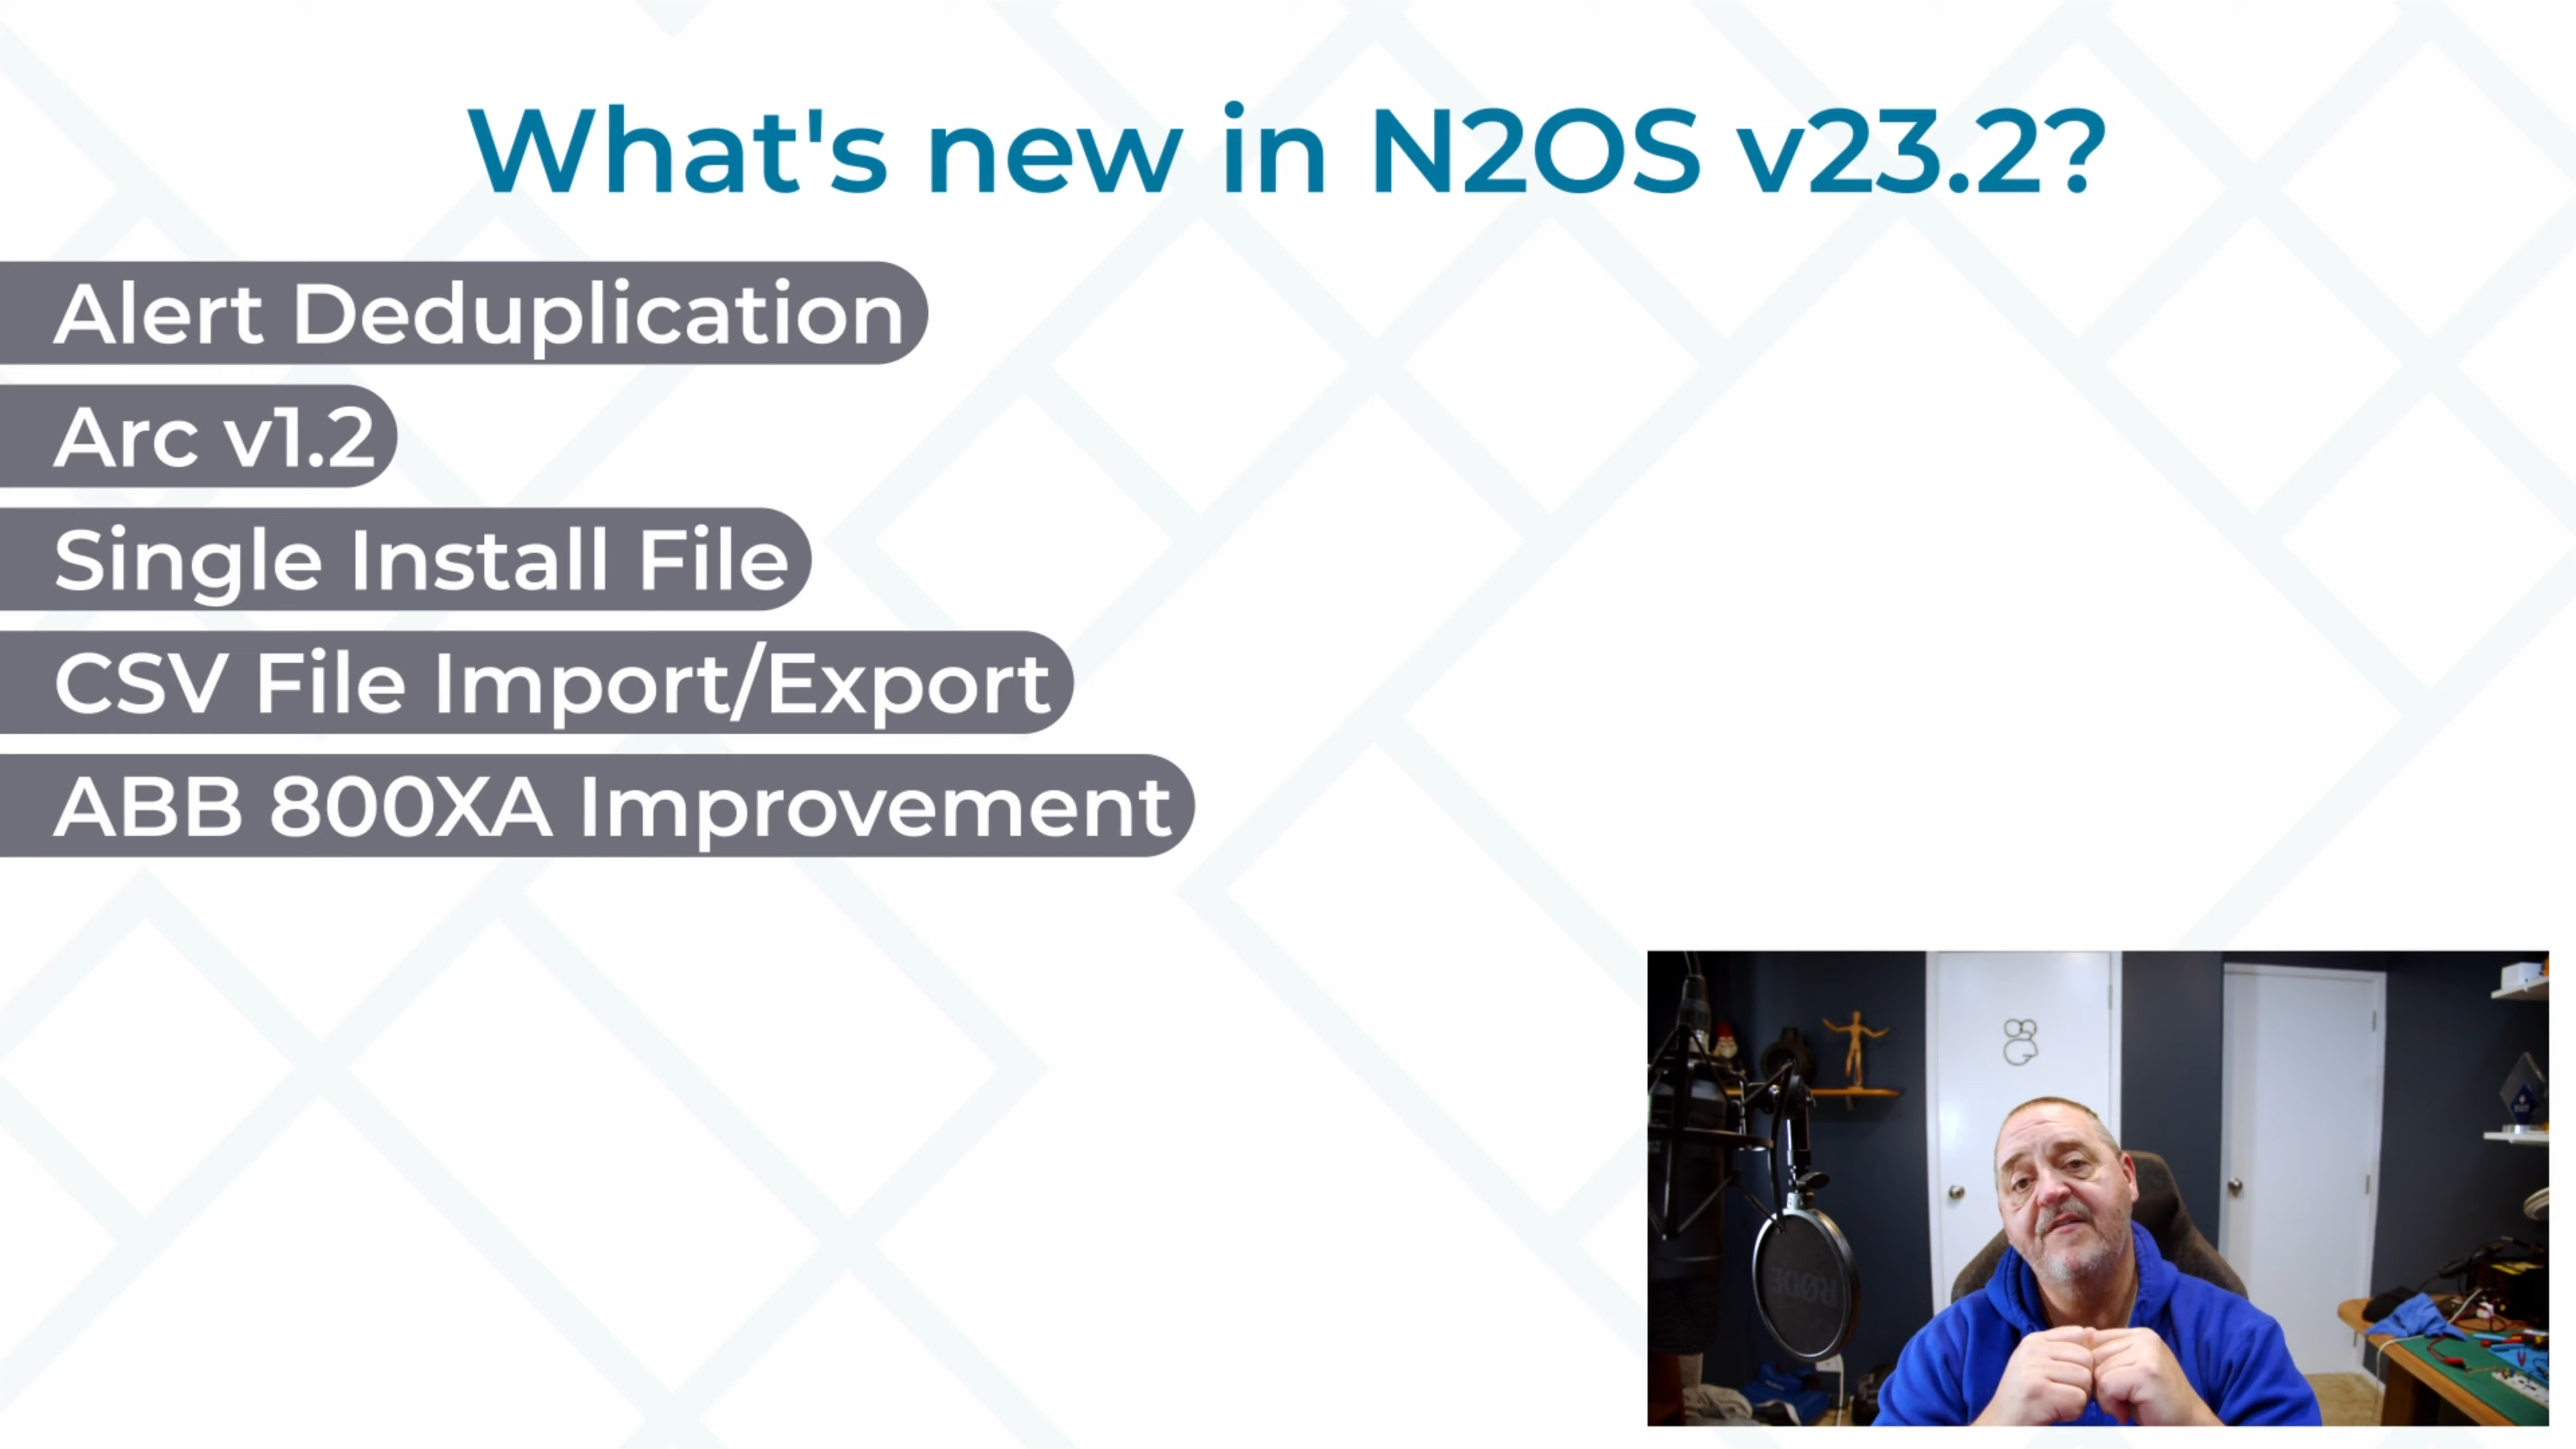 What's new in N2OS v23.2?
Alert Deduplication
Arc v1.2
Single Install File
CSV File Import/Export
ABB 800XA Improvement
RØDE